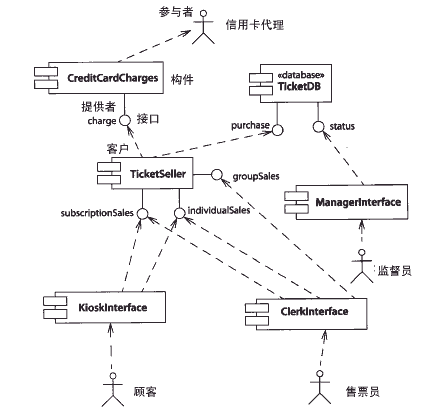 参与者
信用卡代理
CreditCardCharges
构件
«database»
TicketDB
提供者
charge
接口
purchase
status
客户
TicketSeller
groupSales
ManagerInterface
subscriptionSales
individualSales
监督员
KioskInterface
ClerkInterface
顾客
售票员